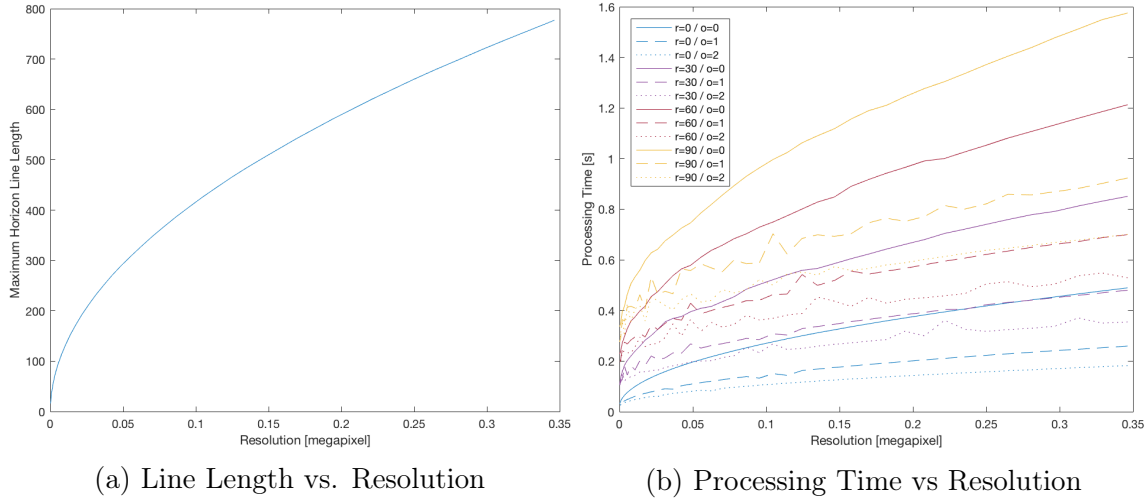 800
700
600
500
400
300
200
100
0
Maximum Horizon Line Length
0 0.05 0.1 0.15 0.2 0.25 0.3 0.35
Resolution [megapixel]
(a) Line Length vs. Resolution
1.6
1.4
1.2
1
0.8
0.6
0.4
0.2
0
Processing Time [s]
r=0 / o=0
r=0 / o=1
r=0 / o=2
r=30 / o=0
r=30 / o=1
r=30 / o=2
r=60 / o=0
r=60 / o=1
r=60 / o=2
r=90 / o=0
r=90 / o=1
r=90 / o=2
0 0.05 0.1 0.15 0.2 0.25 0.3 0.35
Resolution [megapixel]
(b) Processing Time vs Resolution